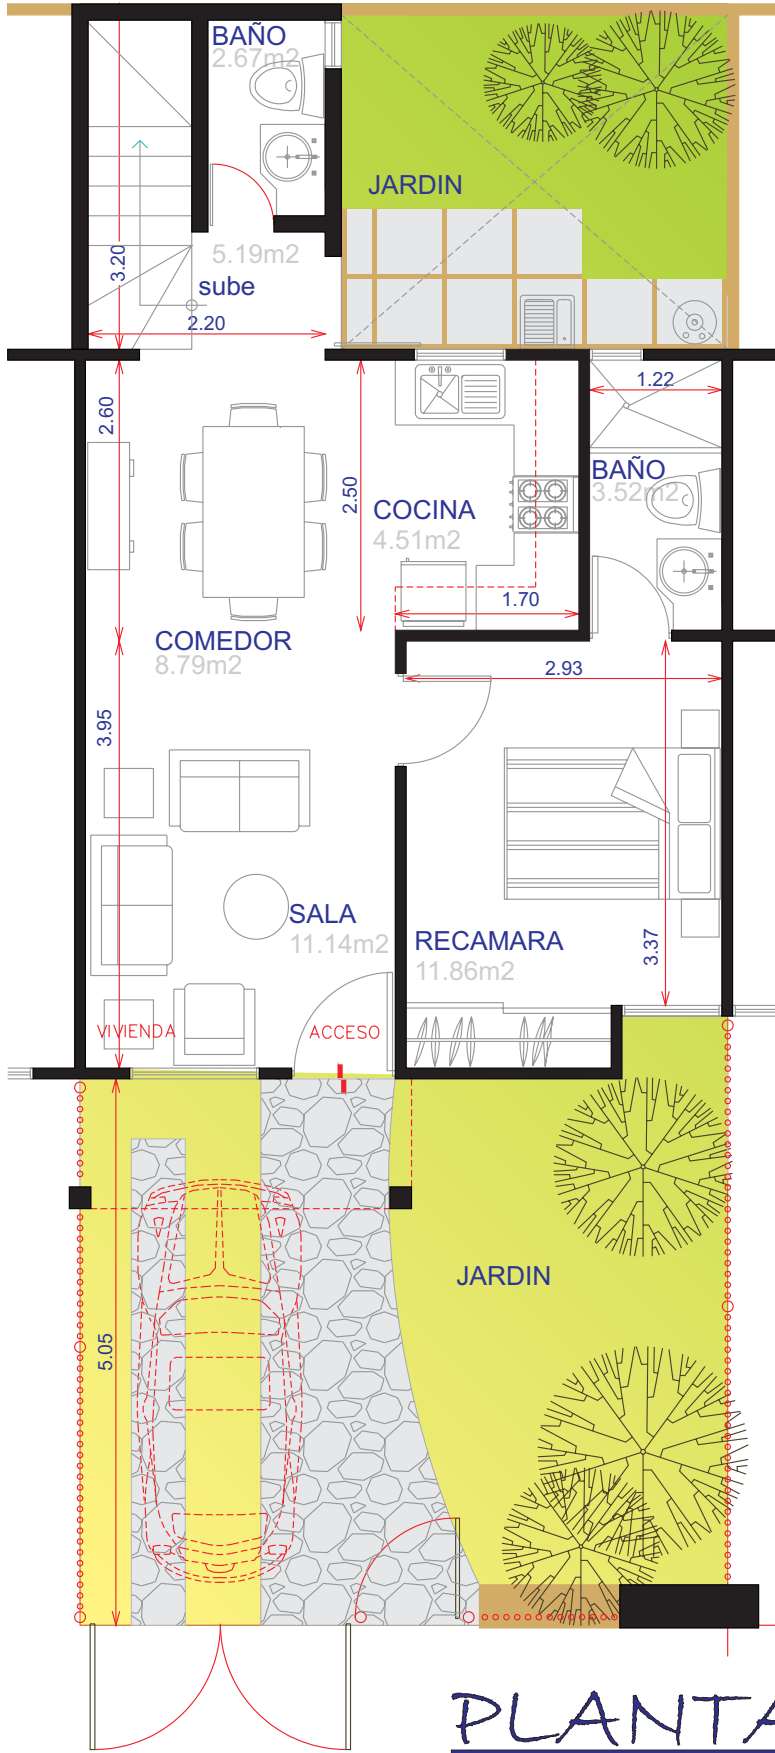 BAÑO
2.67m2
JARDIN
5.19m2
3.20
sube
2.20
2.60
1.22
2.50
BAÑO
3.52m2
COCINA
4.51m2
1.70
COMEDOR
8.79m2
2.93
3.95
SALA
11.14m2
RECAMARA
11.86m2
3.37
VIVIENDA
ACCESO
JARDIN
5.05
PLANTA